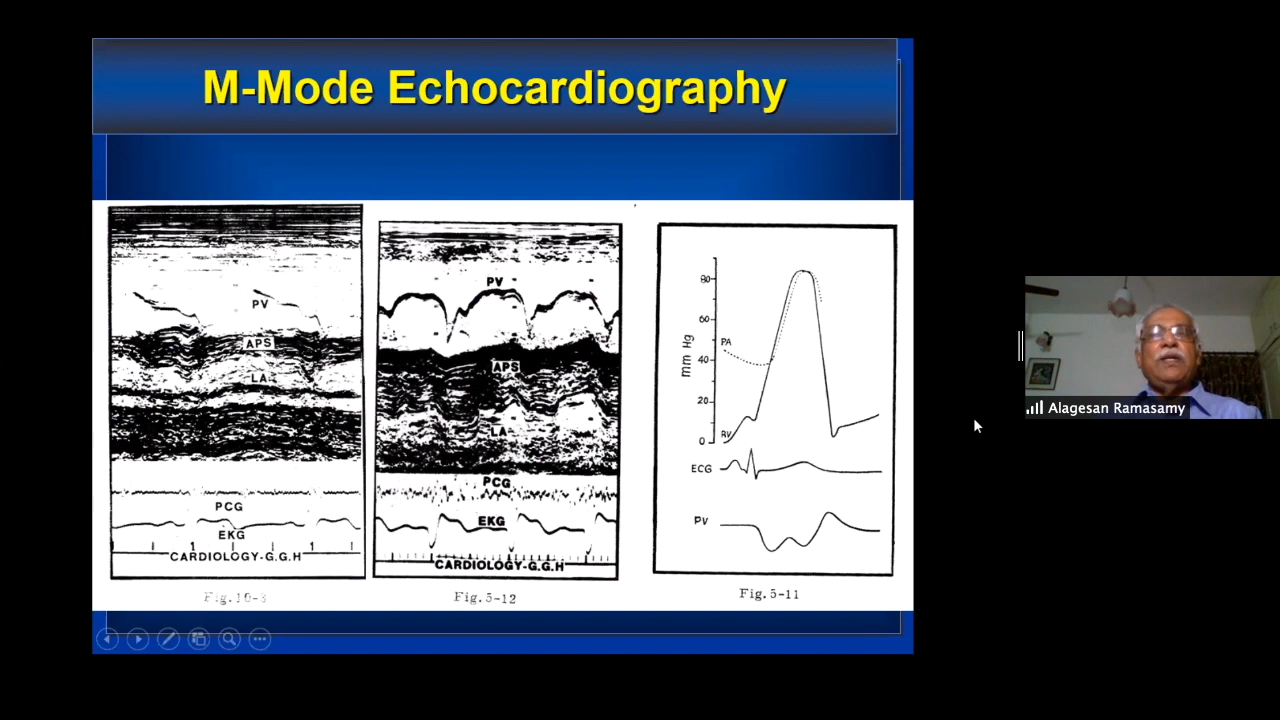 M-Mode Echocardiography
PV
APS
LA
PCG
EKG
CARDIOLOGY-G.G.H
PV
APS
LA
PCG
EKG
CARDIOLOGY-G.G.H
Fig.5-12
mm Hg
80
60
40
20
0
PA
RV
ECG
PV
Fig.5-11
Alagesan Ramasamy